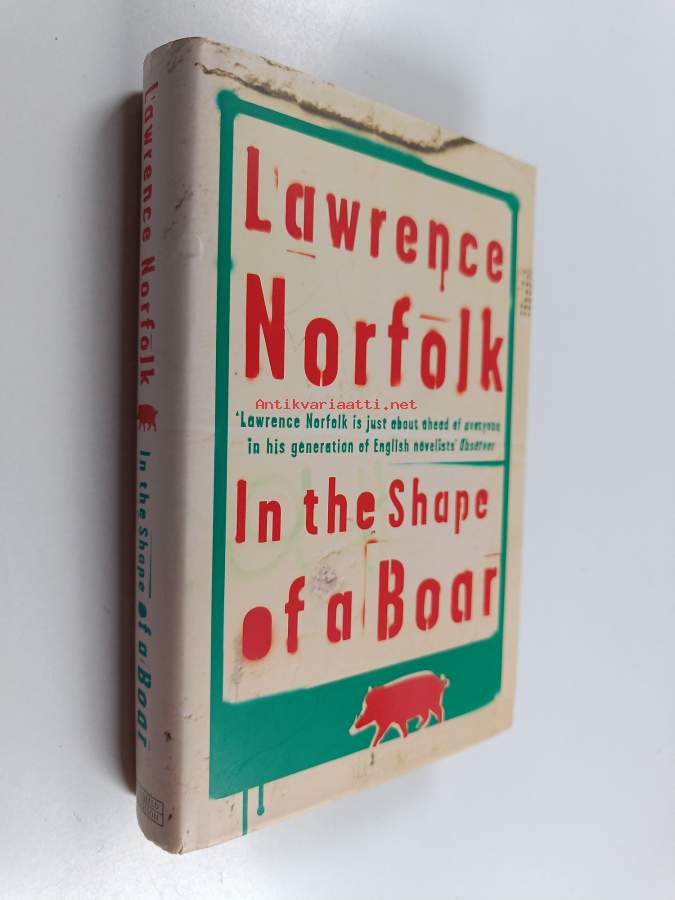 Lawrence
Norfolk
Antikvariaatti.net
'Lawrence Norfolk is just about ahead of everyone
in his generation of English novelists' Observer
In the Shape
of a Boar
Lawrence Norfolk In the Shape of a Boar